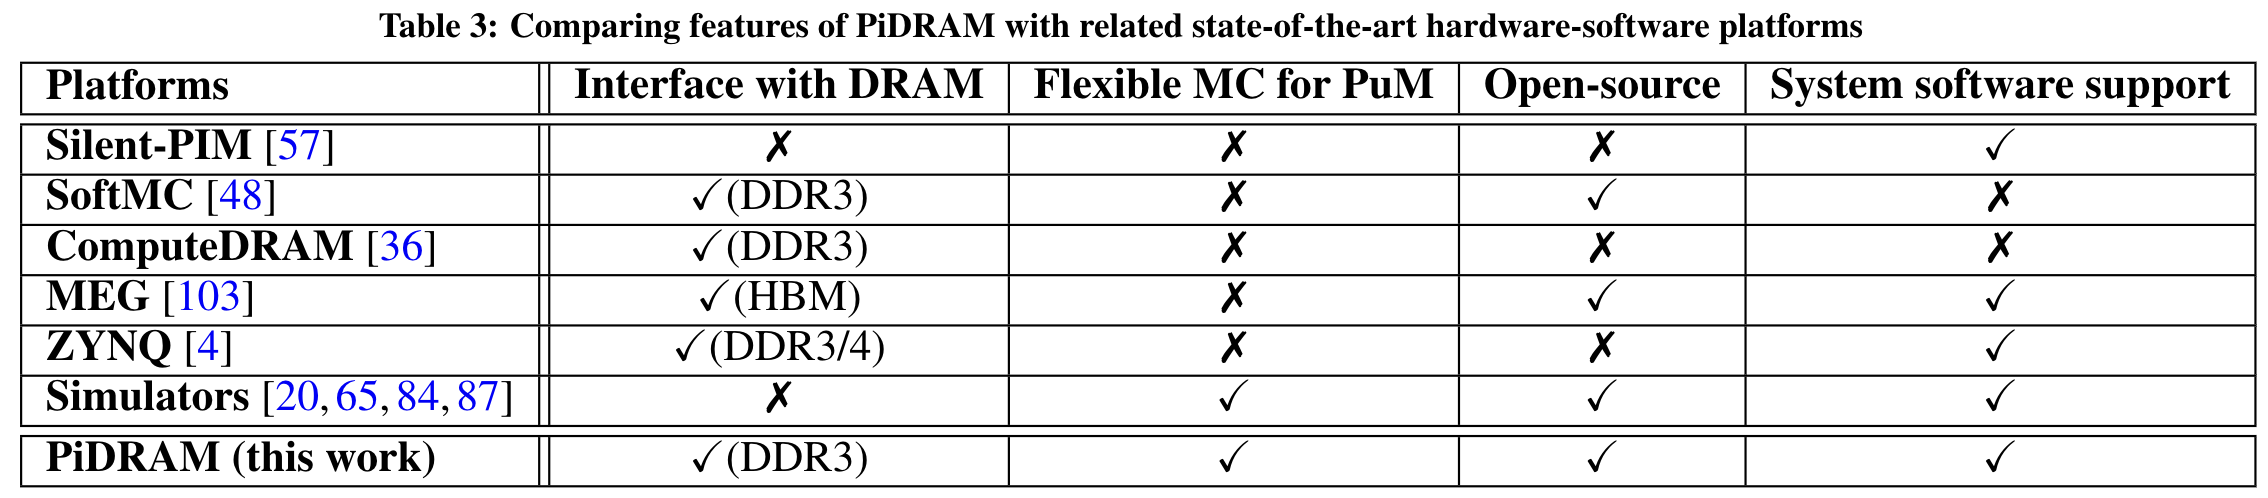 Table 3: Comparing features of PiDRAM with related state-of-the-art hardware-software platforms
Platforms Interface with DRAM Flexible MC for PuM Open-source System software support
Silent-PIM [57] ✗ ✗ ✗ ✓
SoftMC [48] ✓(DDR3) ✗ ✓ ✗
ComputeDRAM [36] ✓(DDR3) ✗ ✗ ✗
MEG [103] ✓(HBM) ✗ ✓ ✓
ZYNQ [4] ✓(DDR3/4) ✗ ✗ ✓
Simulators [20, 65, 84, 87] ✗ ✓ ✓ ✓
PiDRAM (this work) ✓(DDR3) ✓ ✓ ✓